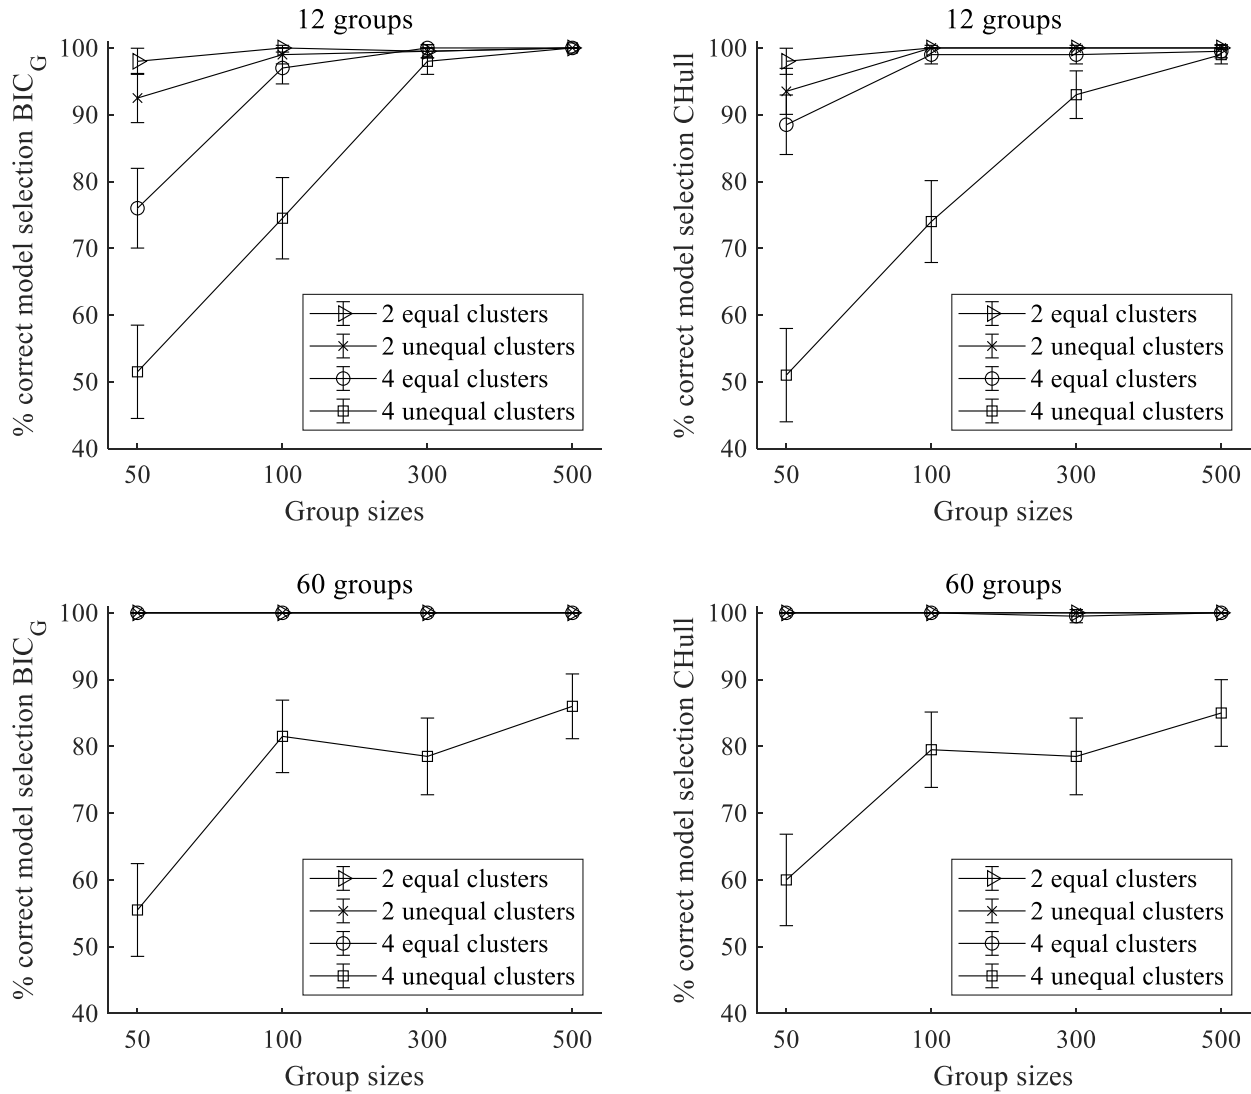 12 groups
% correct model selection BIC_G
100
90
80
70
60
50
40
2 equal clusters
2 unequal clusters
4 equal clusters
4 unequal clusters
50 100 300 500
Group sizes
12 groups
% correct model selection CHull
100
90
80
70
60
50
40
2 equal clusters
2 unequal clusters
4 equal clusters
4 unequal clusters
50 100 300 500
Group sizes
60 groups
% correct model selection BIC_G
100
90
80
70
60
50
40
2 equal clusters
2 unequal clusters
4 equal clusters
4 unequal clusters
50 100 300 500
Group sizes
60 groups
% correct model selection CHull
100
90
80
70
60
50
40
2 equal clusters
2 unequal clusters
4 equal clusters
4 unequal clusters
50 100 300 500
Group sizes